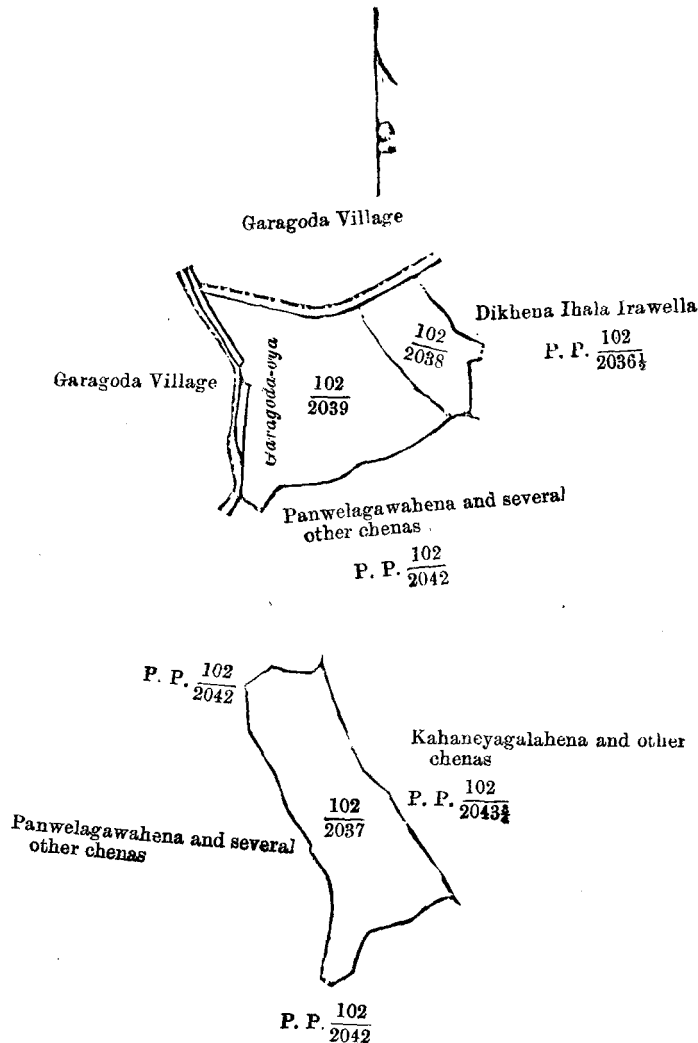 Garagoda Village
Dikhena Ihala Irawella
P. P. 102/2036½
102/2038
Garagoda Village
Garagoda-oya
102/2039
Panwelagawahena and several
other chenas
P. P. 102/2042
P. P. 102/2042
Kahaneyagalahena and other
chenas
P. P. 102/2043¾
102/2037
Panwelagawahena and several
other chenas
P. P. 102/2042